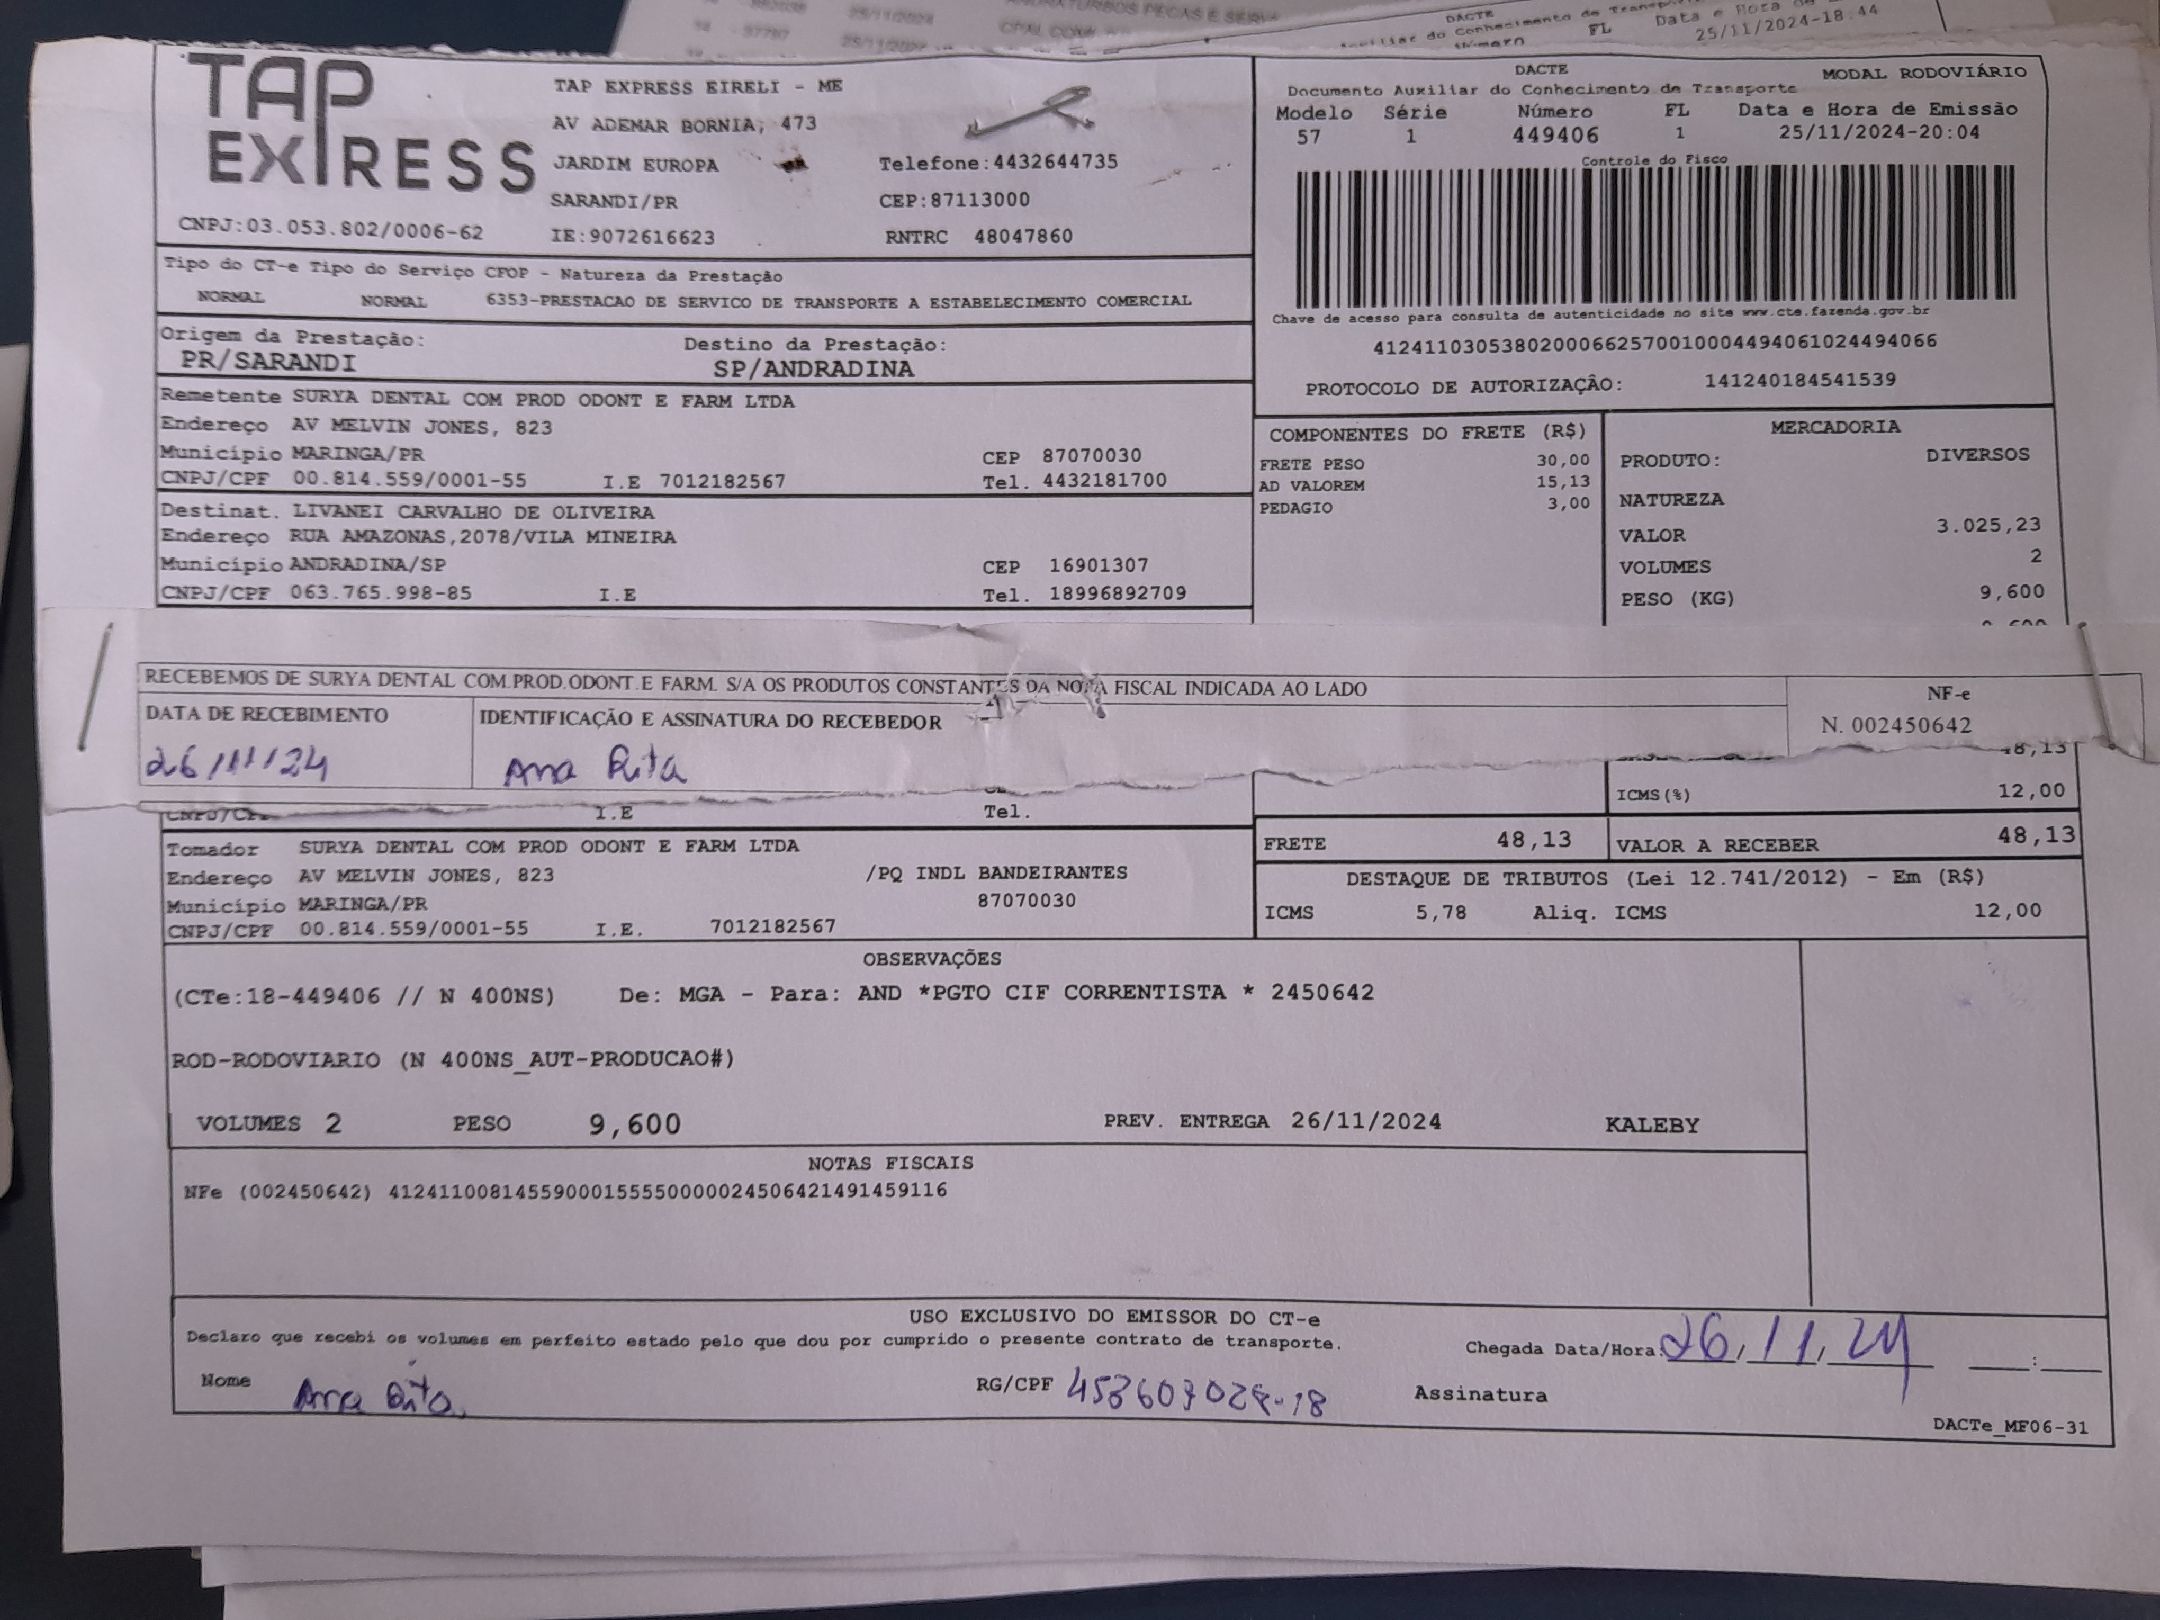 25/11/2024
37787
25/11/2024
DACTE
FL
25/11/2024-18:44
TAP
EXPRESS
CNPJ:03.053.802/0006-62
TAP EXPRESS EIRELI - ME
AV ADEMAR BORNIA, 473
JARDIM EUROPA Telefone:4432644735
SARANDI/PR CEP:87113000
IE:9072616623 RNTRC 48047860
DACTE MODAL RODOVIÁRIO
Documento Auxiliar do Conhecimento de Transporte
Modelo Série Número FL Data e Hora de Emissão
57 1 449406 1 25/11/2024-20:04
Controle do Fisco
Chave de acesso para consulta de autenticidade no site www.cte.fazenda.gov.br
41241103053802000662570010004494061024494066
PROTOCOLO DE AUTORIZAÇÃO: 141240184541539
Tipo do CT-e Tipo do Serviço CFOP - Natureza da Prestação
NORMAL NORMAL 6353-PRESTACAO DE SERVICO DE TRANSPORTE A ESTABELECIMENTO COMERCIAL
Origem da Prestação: Destino da Prestação:
PR/SARANDI SP/ANDRADINA
Remetente SURYA DENTAL COM PROD ODONT E FARM LTDA
Endereço AV MELVIN JONES, 823
Município MARINGA/PR CEP 87070030
CNPJ/CPF 00.814.559/0001-55 I.E 7012182567 Tel. 4432181700
Destinat. LIVANEI CARVALHO DE OLIVEIRA
Endereço RUA AMAZONAS,2078/VILA MINEIRA
Município ANDRADINA/SP CEP 16901307
CNPJ/CPF 063.765.998-85 I.E Tel. 18996892709
COMPONENTES DO FRETE (R$)
FRETE PESO 30,00
AD VALOREM 15,13
PEDAGIO 3,00
MERCADORIA
PRODUTO: DIVERSOS
NATUREZA
VALOR 3.025,23
VOLUMES 2
PESO (KG) 9,600
RECEBEMOS DE SURYA DENTAL COM.PROD.ODONT.E FARM. S/A OS PRODUTOS CONSTANTES DA NOTA FISCAL INDICADA AO LADO
DATA DE RECEBIMENTO IDENTIFICAÇÃO E ASSINATURA DO RECEBEDOR
26/11/24 Ana Rita
NF-e
N. 002450642
48,13
ICMS(%) 12,00
CNPJ/CPF I.E Tel.
FRETE 48,13 VALOR A RECEBER 48,13
Tomador SURYA DENTAL COM PROD ODONT E FARM LTDA
Endereço AV MELVIN JONES, 823 /PQ INDL BANDEIRANTES
Município MARINGA/PR 87070030
CNPJ/CPF 00.814.559/0001-55 I.E. 7012182567
DESTAQUE DE TRIBUTOS (Lei 12.741/2012) - Em (R$)
ICMS 5,78 Aliq. ICMS 12,00
OBSERVAÇÕES
(CTe:18-449406 // N 400NS) De: MGA - Para: AND *PGTO CIF CORRENTISTA * 2450642
ROD-RODOVIARIO (N 400NS_AUT-PRODUCAO#)
VOLUMES 2 PESO 9,600 PREV. ENTREGA 26/11/2024 KALEBY
NOTAS FISCAIS
NFe (002450642) 41241100814559000155550000024506421491459116
USO EXCLUSIVO DO EMISSOR DO CT-e
Declaro que recebi os volumes em perfeito estado pelo que dou por cumprido o presente contrato de transporte.
Chegada Data/Hora: 26/11/24 :
Nome Ana Rita RG/CPF Assinatura
DACTe_MF06-31